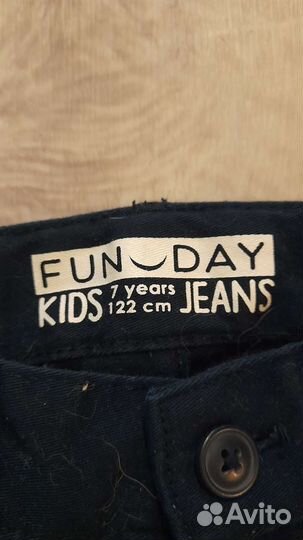 FUN DAY
KIDS 7 years 122 cm JEANS
Avito